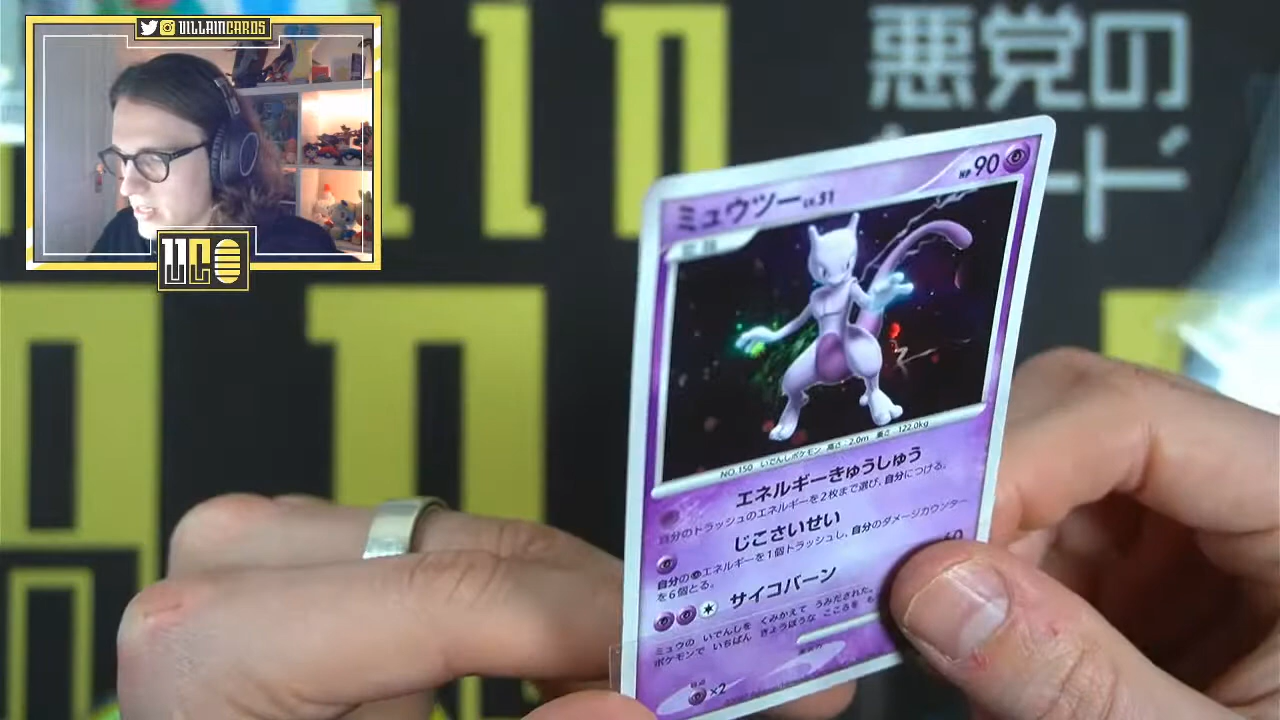 VILLAINCARDS
VCO
悪党の
ード
ミュウツー LV.51
HP 90
NO.150 いでんしポケモン 高さ:2.0m 重さ:122.0kg
エネルギーきゅうしゅう
自分のトラッシュのエネルギーを2枚まで選び、自分につける。
じこさいせい
自分の エネルギーを1個トラッシュし、自分のダメージカウンター
を6個とる。
サイコバーン
60
ミュウの いでんしを くみかえて うみだされた。
ポケモンで いちばん きょうぼうな こころを も
弱点
×2